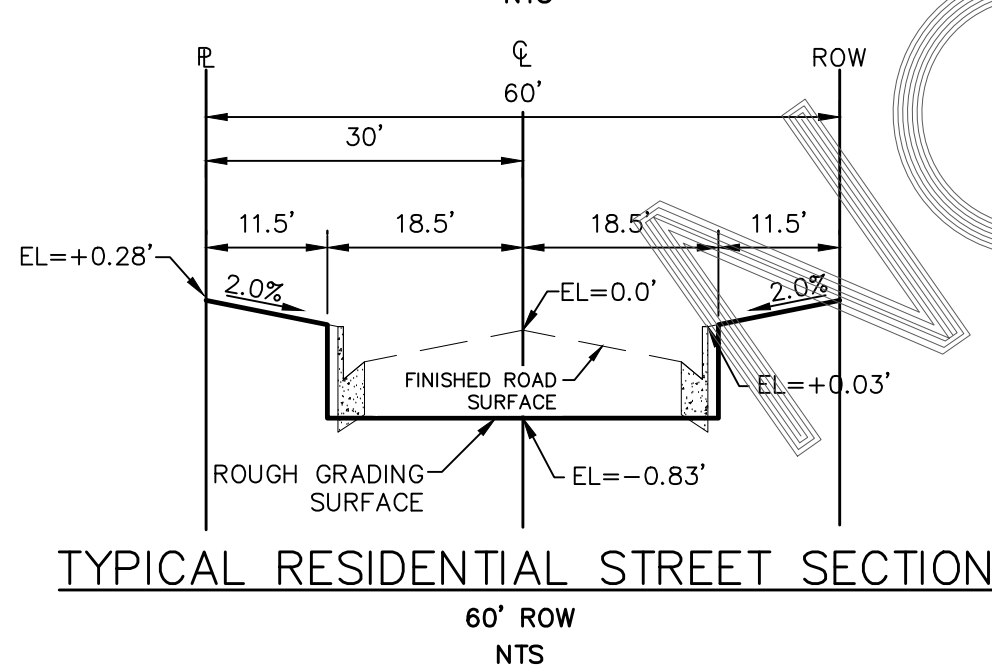 NTS
℄ ROW
60'
30'
11.5' 18.5' 18.5' 11.5'
EL=+0.28'
2.0% 2.0%
EL=0.0'
FINISHED ROAD
SURFACE
EL=+0.03'
ROUGH GRADING
SURFACE
EL=-0.83'
TYPICAL RESIDENTIAL STREET SECTION
60' ROW
NTS